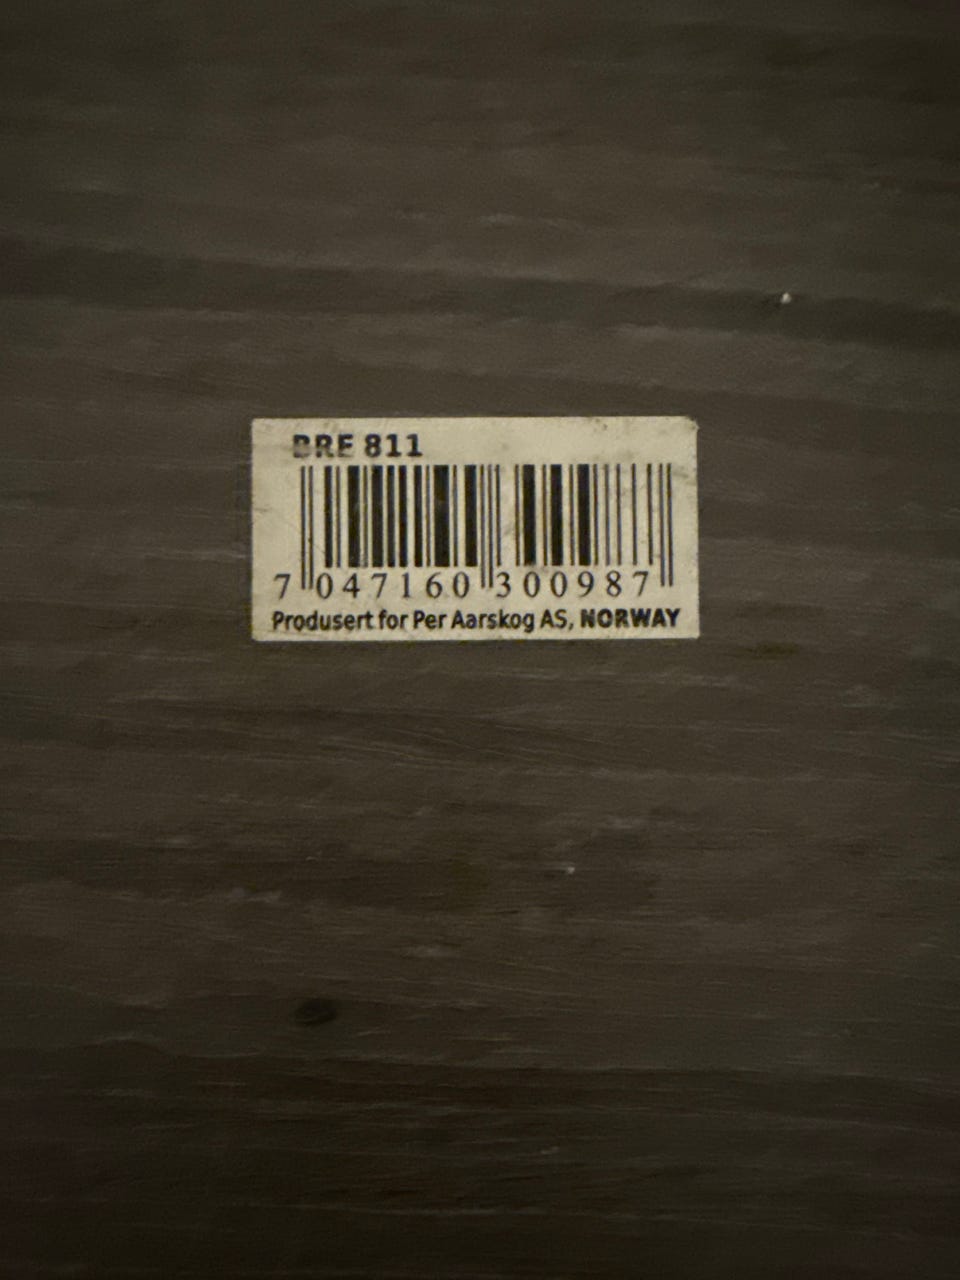 BRE 811
7 047160 300987
Produsert for Per Aarskog AS, NORWAY